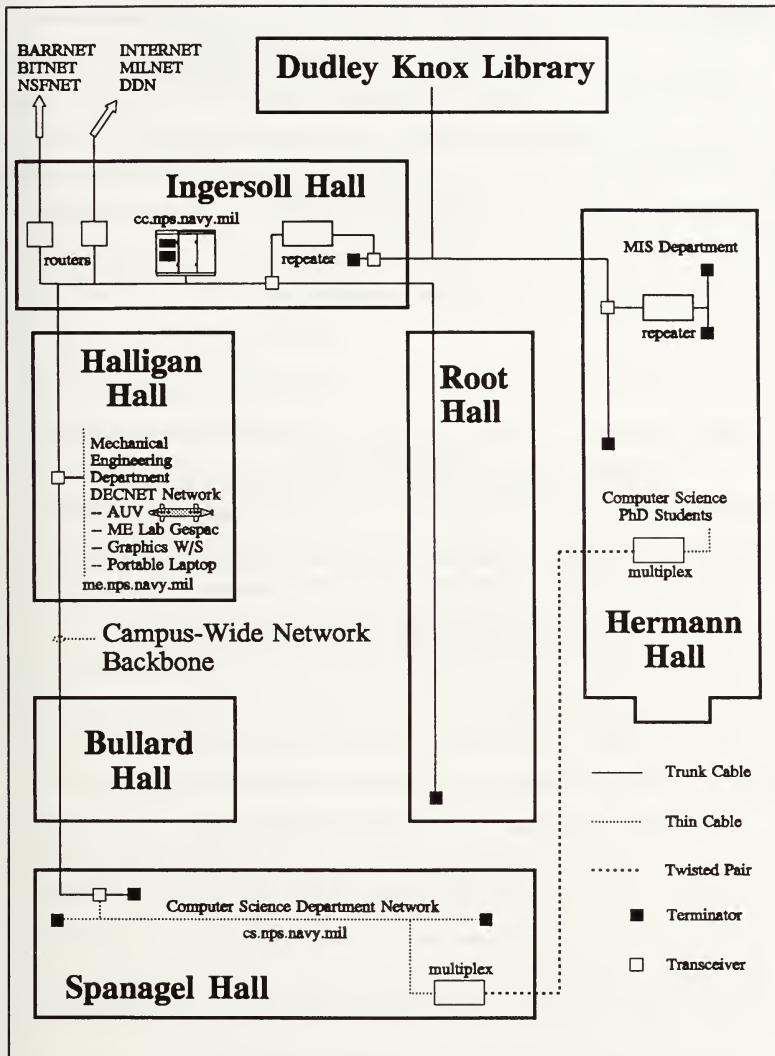 BARRNET
BITNET
NSFNET
INTERNET
MILNET
DDN
Dudley Knox Library
Ingersoll Hall
cc.nps.navy.mil
routers
repeater
MIS Department
repeater
Halligan
Hall
Mechanical
Engineering
Department
DECNET Network
– AUV
– ME Lab Gespac
– Graphics W/S
– Portable Laptop
me.nps.navy.mil
Root
Hall
Computer Science
PhD Students
multiplex
Hermann
Hall
Campus-Wide Network
Backbone
Bullard
Hall
Trunk Cable
Thin Cable
Twisted Pair
Terminator
Transceiver
Computer Science Department Network
cs.nps.navy.mil
multiplex
Spanagel Hall